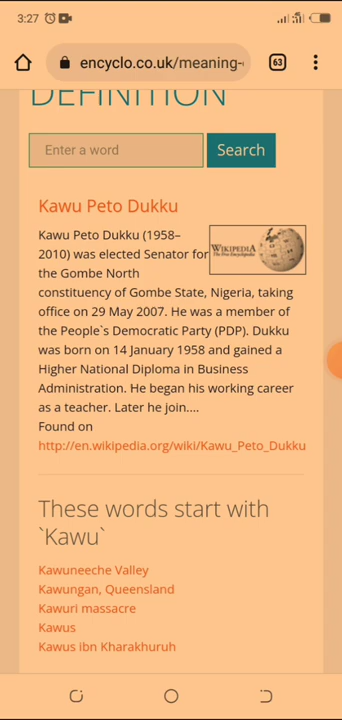 3:27
encyclo.co.uk/meaning-
63
DEFINITION
Enter a word
Search
Kawu Peto Dukku
Kawu Peto Dukku (1958–
2010) was elected Senator for
the Gombe North
WIKIPEDIA
The Free Encyclopedia
constituency of Gombe State, Nigeria, taking
office on 29 May 2007. He was a member of
the People`s Democratic Party (PDP). Dukku
was born on 14 January 1958 and gained a
Higher National Diploma in Business
Administration. He began his working career
as a teacher. Later he join....
Found on
http://en.wikipedia.org/wiki/Kawu_Peto_Dukku
These words start with
`Kawu`
Kawuneeche Valley
Kawungan, Queensland
Kawuri massacre
Kawus
Kawus ibn Kharakhuruh